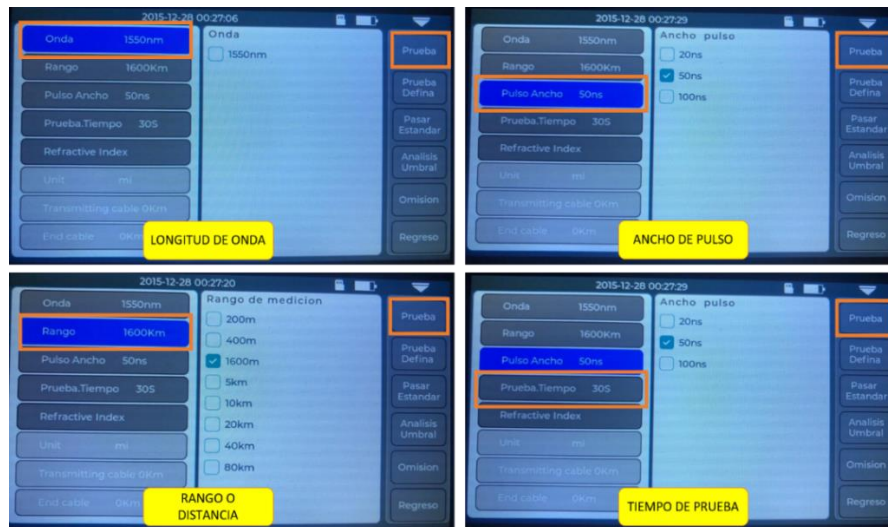 2015-12-28 00:27:06
Onda 1550nm
Rango 1600Km
Pulso Ancho 50ns
Prueba.Tiempo 30S
Refractive Index
Unit mi
Transmitting cable 0Km
End cable 0Km
Onda
1550nm
Prueba
Prueba
Defina
Pasar
Estandar
Analisis
Umbral
Omision
Regreso
LONGITUD DE ONDA
2015-12-28 00:27:29
Onda 1550nm
Rango 1600Km
Pulso Ancho 50ns
Prueba.Tiempo 30S
Refractive Index
Unit mi
Transmitting cable 0Km
End cable 0Km
Ancho pulso
20ns
50ns
100ns
Prueba
Prueba
Defina
Pasar
Estandar
Analisis
Umbral
Omision
Regreso
ANCHO DE PULSO
2015-12-28 00:27:20
Onda 1550nm
Rango 1600Km
Pulso Ancho 50ns
Prueba.Tiempo 30S
Refractive Index
Unit mi
Transmitting cable 0Km
End cable 0Km
Rango de medicion
200m
400m
1600m
5km
10km
20km
40km
80km
Prueba
Prueba
Defina
Pasar
Estandar
Analisis
Umbral
Omision
Regreso
RANGO O
DISTANCIA
2015-12-28 00:27:29
Onda 1550nm
Rango 1600Km
Pulso Ancho 50ns
Prueba.Tiempo 30S
Refractive Index
Unit mi
Transmitting cable 0Km
End cable 0Km
Ancho pulso
20ns
50ns
100ns
Prueba
Prueba
Defina
Pasar
Estandar
Analisis
Umbral
Omision
Regreso
TIEMPO DE PRUEBA